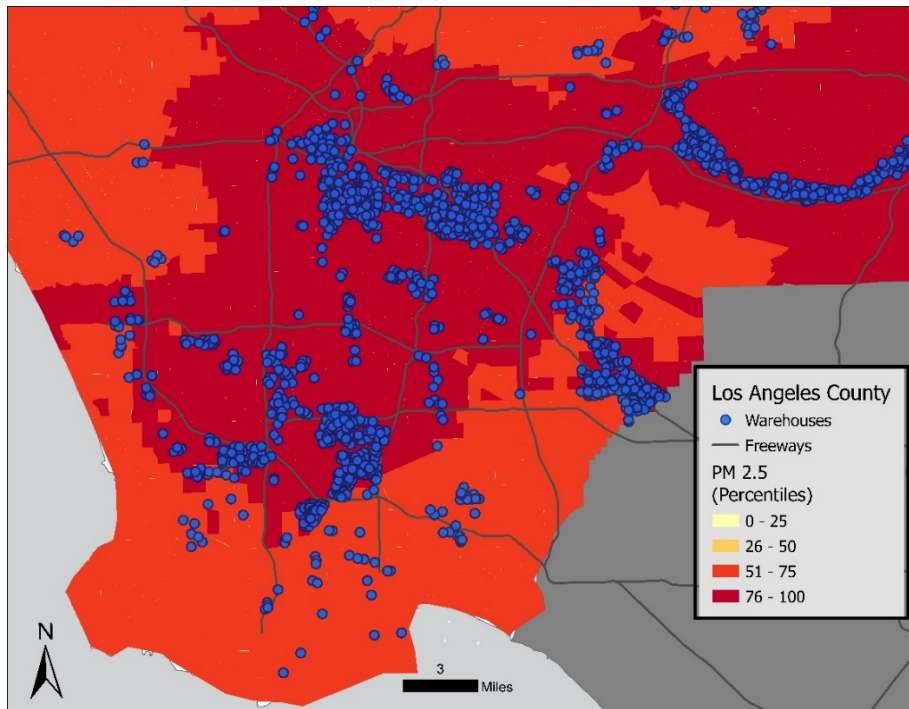 Los Angeles County
Warehouses
Freeways
PM 2.5
(Percentiles)
0 - 25
26 - 50
51 - 75
76 - 100
N
3
Miles